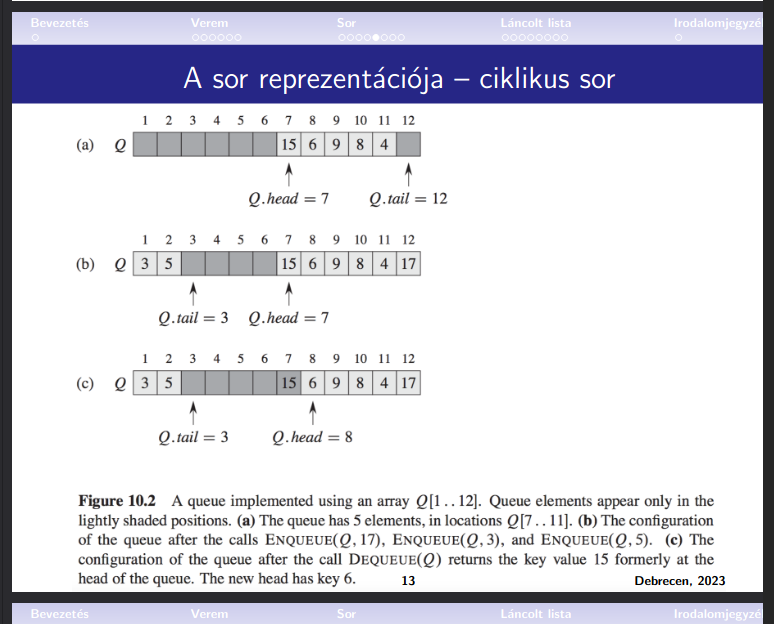 Bevezetés Verem Sor Láncolt lista Irodalomjegyzé
A sor reprezentációja – ciklikus sor
1 2 3 4 5 6 7 8 9 10 11 12
(a) Q 15 6 9 8 4
Q.head = 7 Q.tail = 12
1 2 3 4 5 6 7 8 9 10 11 12
(b) Q 3 5 15 6 9 8 4 17
Q.tail = 3 Q.head = 7
1 2 3 4 5 6 7 8 9 10 11 12
(c) Q 3 5 15 6 9 8 4 17
Q.tail = 3 Q.head = 8
Figure 10.2 A queue implemented using an array Q[1 . . 12]. Queue elements appear only in the
lightly shaded positions. (a) The queue has 5 elements, in locations Q[7 . . 11]. (b) The configuration
of the queue after the calls ENQUEUE(Q, 17), ENQUEUE(Q, 3), and ENQUEUE(Q, 5). (c) The
configuration of the queue after the call DEQUEUE(Q) returns the key value 15 formerly at the
head of the queue. The new head has key 6.
13 Debrecen, 2023
Bevezetés Verem Sor Láncolt lista Irodalomjegyzé